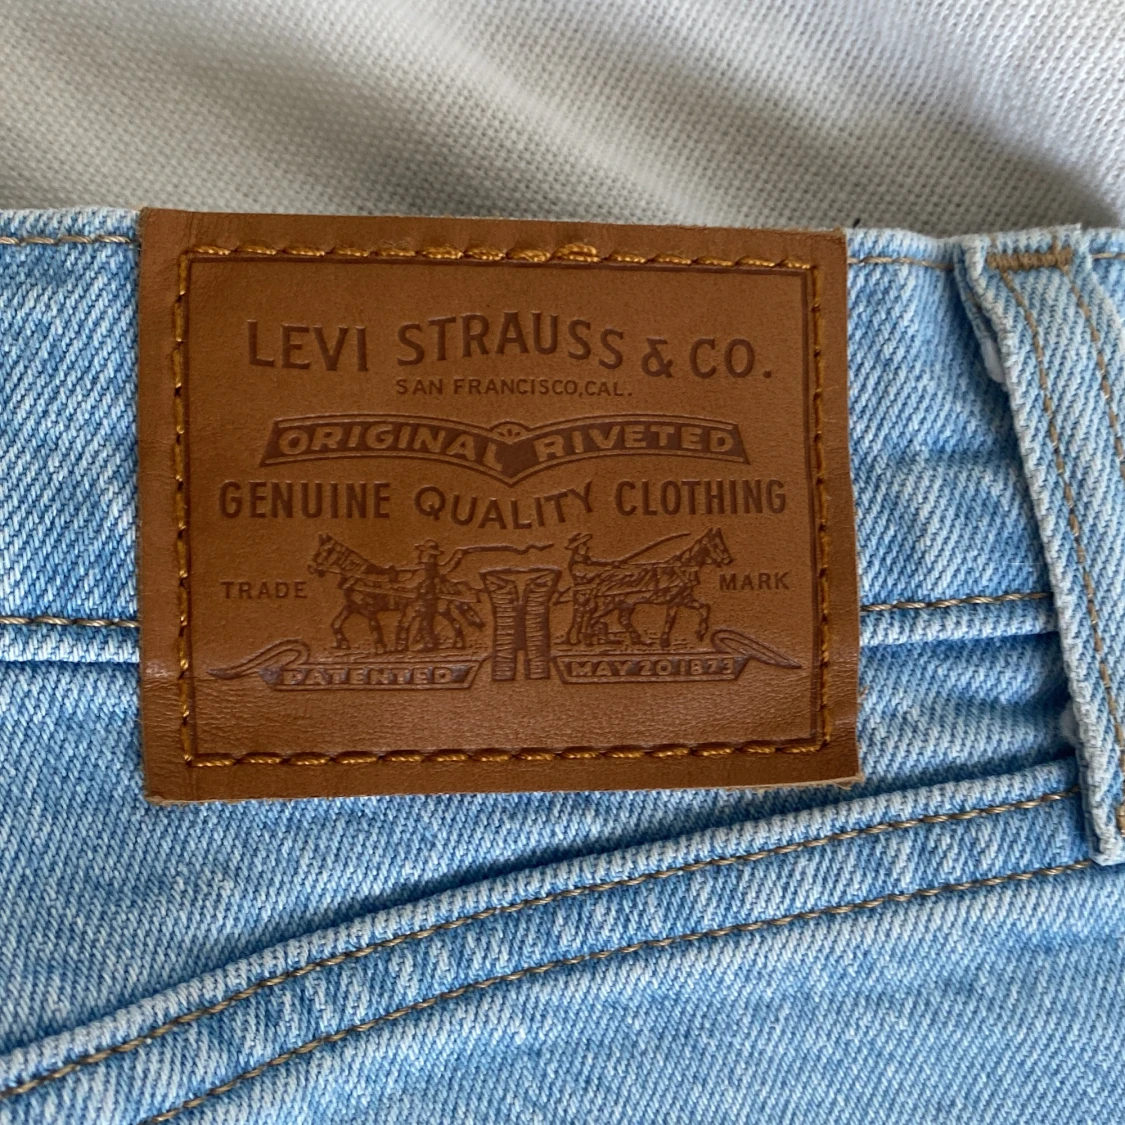 LEVI STRAUSS & CO.
SAN FRANCISCO, CAL.
ORIGINAL RIVETED
GENUINE QUALITY CLOTHING
TRADE MARK
PATENTED MAY 20 1873